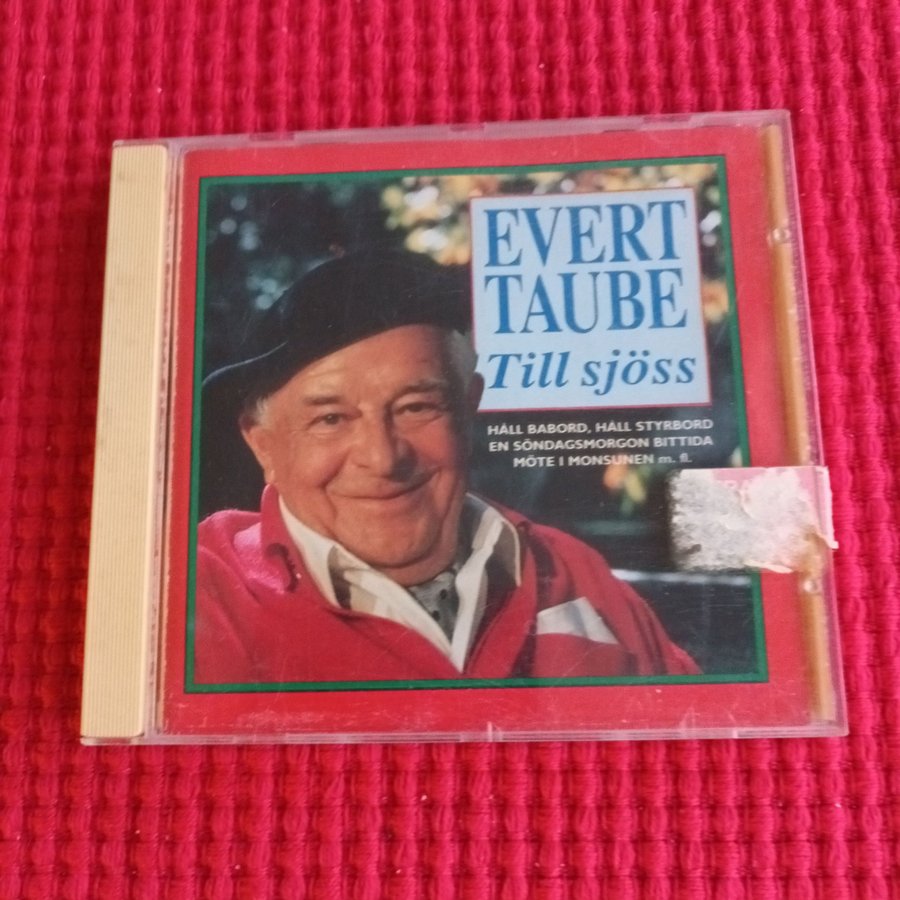 EVERT
TAUBE
Till sjöss
HÅLL BABORD, HÅLL STYRBORD
EN SÖNDAGSMORGON BITTIDA
MÖTE I MONSUNEN m. fl.